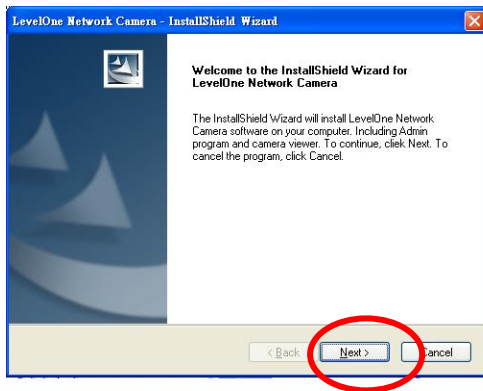 LevelOne Network Camera - InstallShield Wizard
Welcome to the InstallShield Wizard for
LevelOne Network Camera
The InstallShield Wizard will install LevelOne Network
Camera software on your computer. Including Admin
program and camera viewer. To continue, cliek Next. To
cancel the program, click Cancel.
< Back
Next >
Cancel